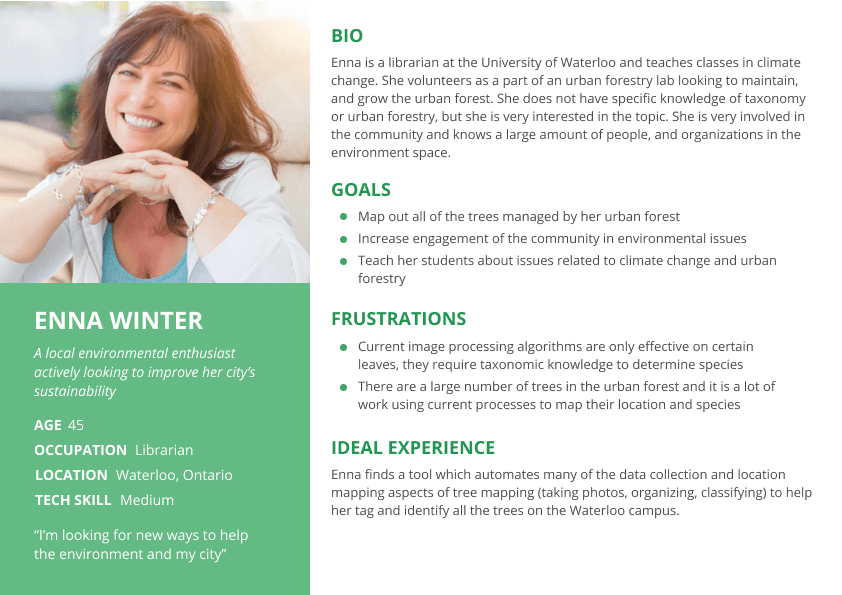 BIO
Enna is a librarian at the University of Waterloo and teaches classes in climate
change. She volunteers as a part of an urban forestry lab looking to maintain,
and grow the urban forest. She does not have specific knowledge of taxonomy
or urban forestry, but she is very interested in the topic. She is very involved in
the community and knows a large amount of people, and organizations in the
environment space.
GOALS
Map out all of the trees managed by her urban forest
Increase engagement of the community in environmental issues
Teach her students about issues related to climate change and urban
forestry
FRUSTRATIONS
Current image processing algorithms are only effective on certain
leaves, they require taxonomic knowledge to determine species
There are a large number of trees in the urban forest and it is a lot of
work using current processes to map their location and species
IDEAL EXPERIENCE
Enna finds a tool which automates many of the data collection and location
mapping aspects of tree mapping (taking photos, organizing, classifying) to help
her tag and identify all the trees on the Waterloo campus.
ENNA WINTER
A local environmental enthusiast
actively looking to improve her city's
sustainability
AGE 45
OCCUPATION Librarian
LOCATION Waterloo, Ontario
TECH SKILL Medium
“I’m looking for new ways to help
the environment and my city”